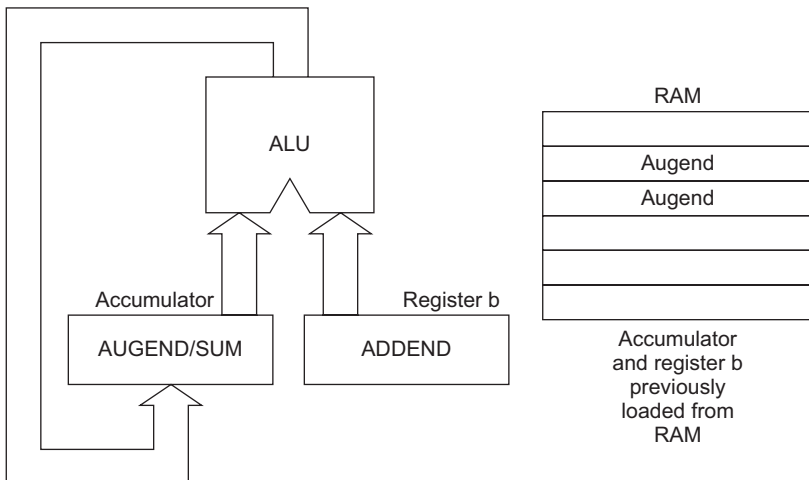 ALU
Accumulator
AUGEND/SUM
Register b
ADDEND
RAM
Augend
Augend
Accumulator
and register b
previously
loaded from
RAM